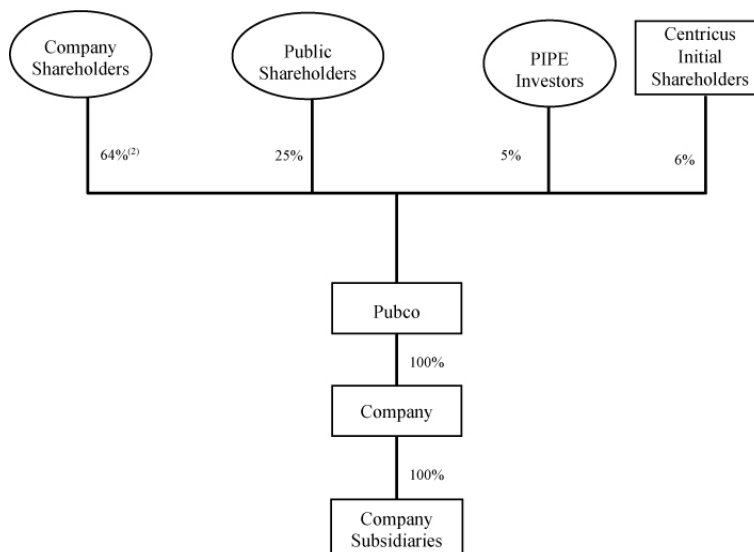 Company
Shareholders
Public
Shareholders
PIPE
Investors
Centricus
Initial
Shareholders
64%(2)
25%
5%
6%
Pubco
100%
Company
100%
Company
Subsidiaries